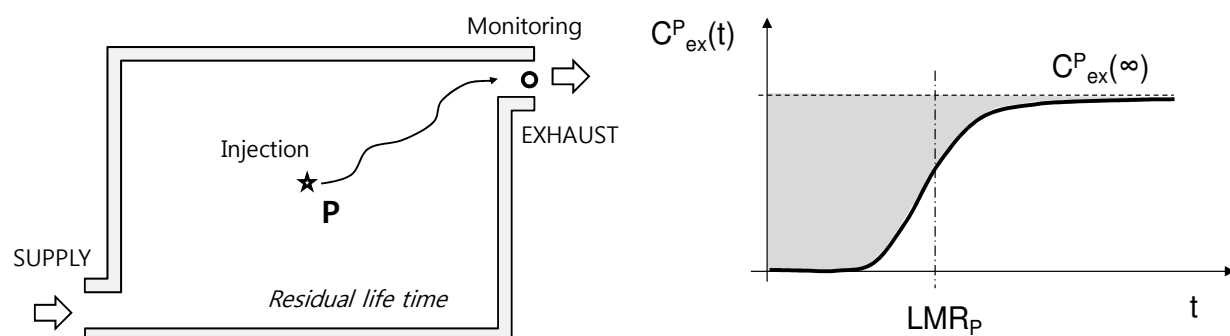 Monitoring
EXHAUST
Injection
P
SUPPLY
Residual life time
C^P_ex(t)
C^P_ex(∞)
LMR_P
t